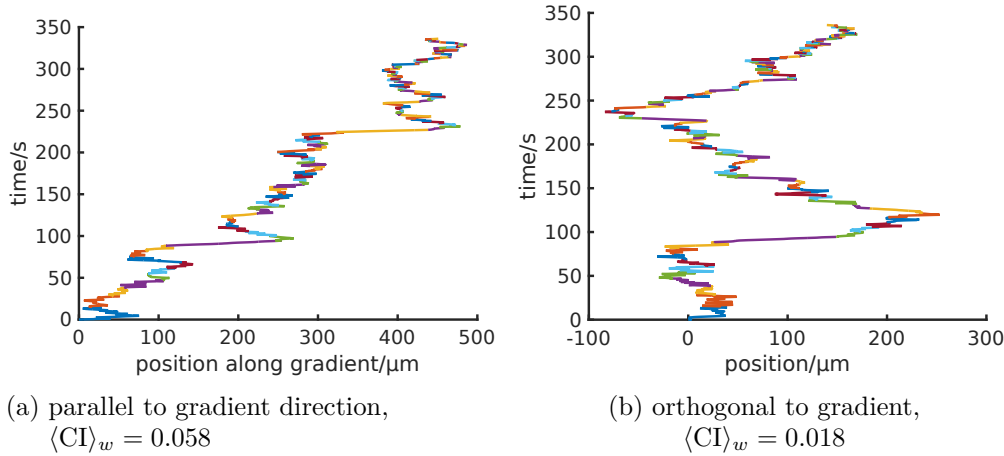 350
300
250
200
150
100
50
0
time/s
0 100 200 300 400 500
position along gradient/µm
(a) parallel to gradient direction,
⟨CI⟩w = 0.058
350
300
250
200
150
100
50
0
time/s
-100 0 100 200 300
position/µm
(b) orthogonal to gradient,
⟨CI⟩w = 0.018